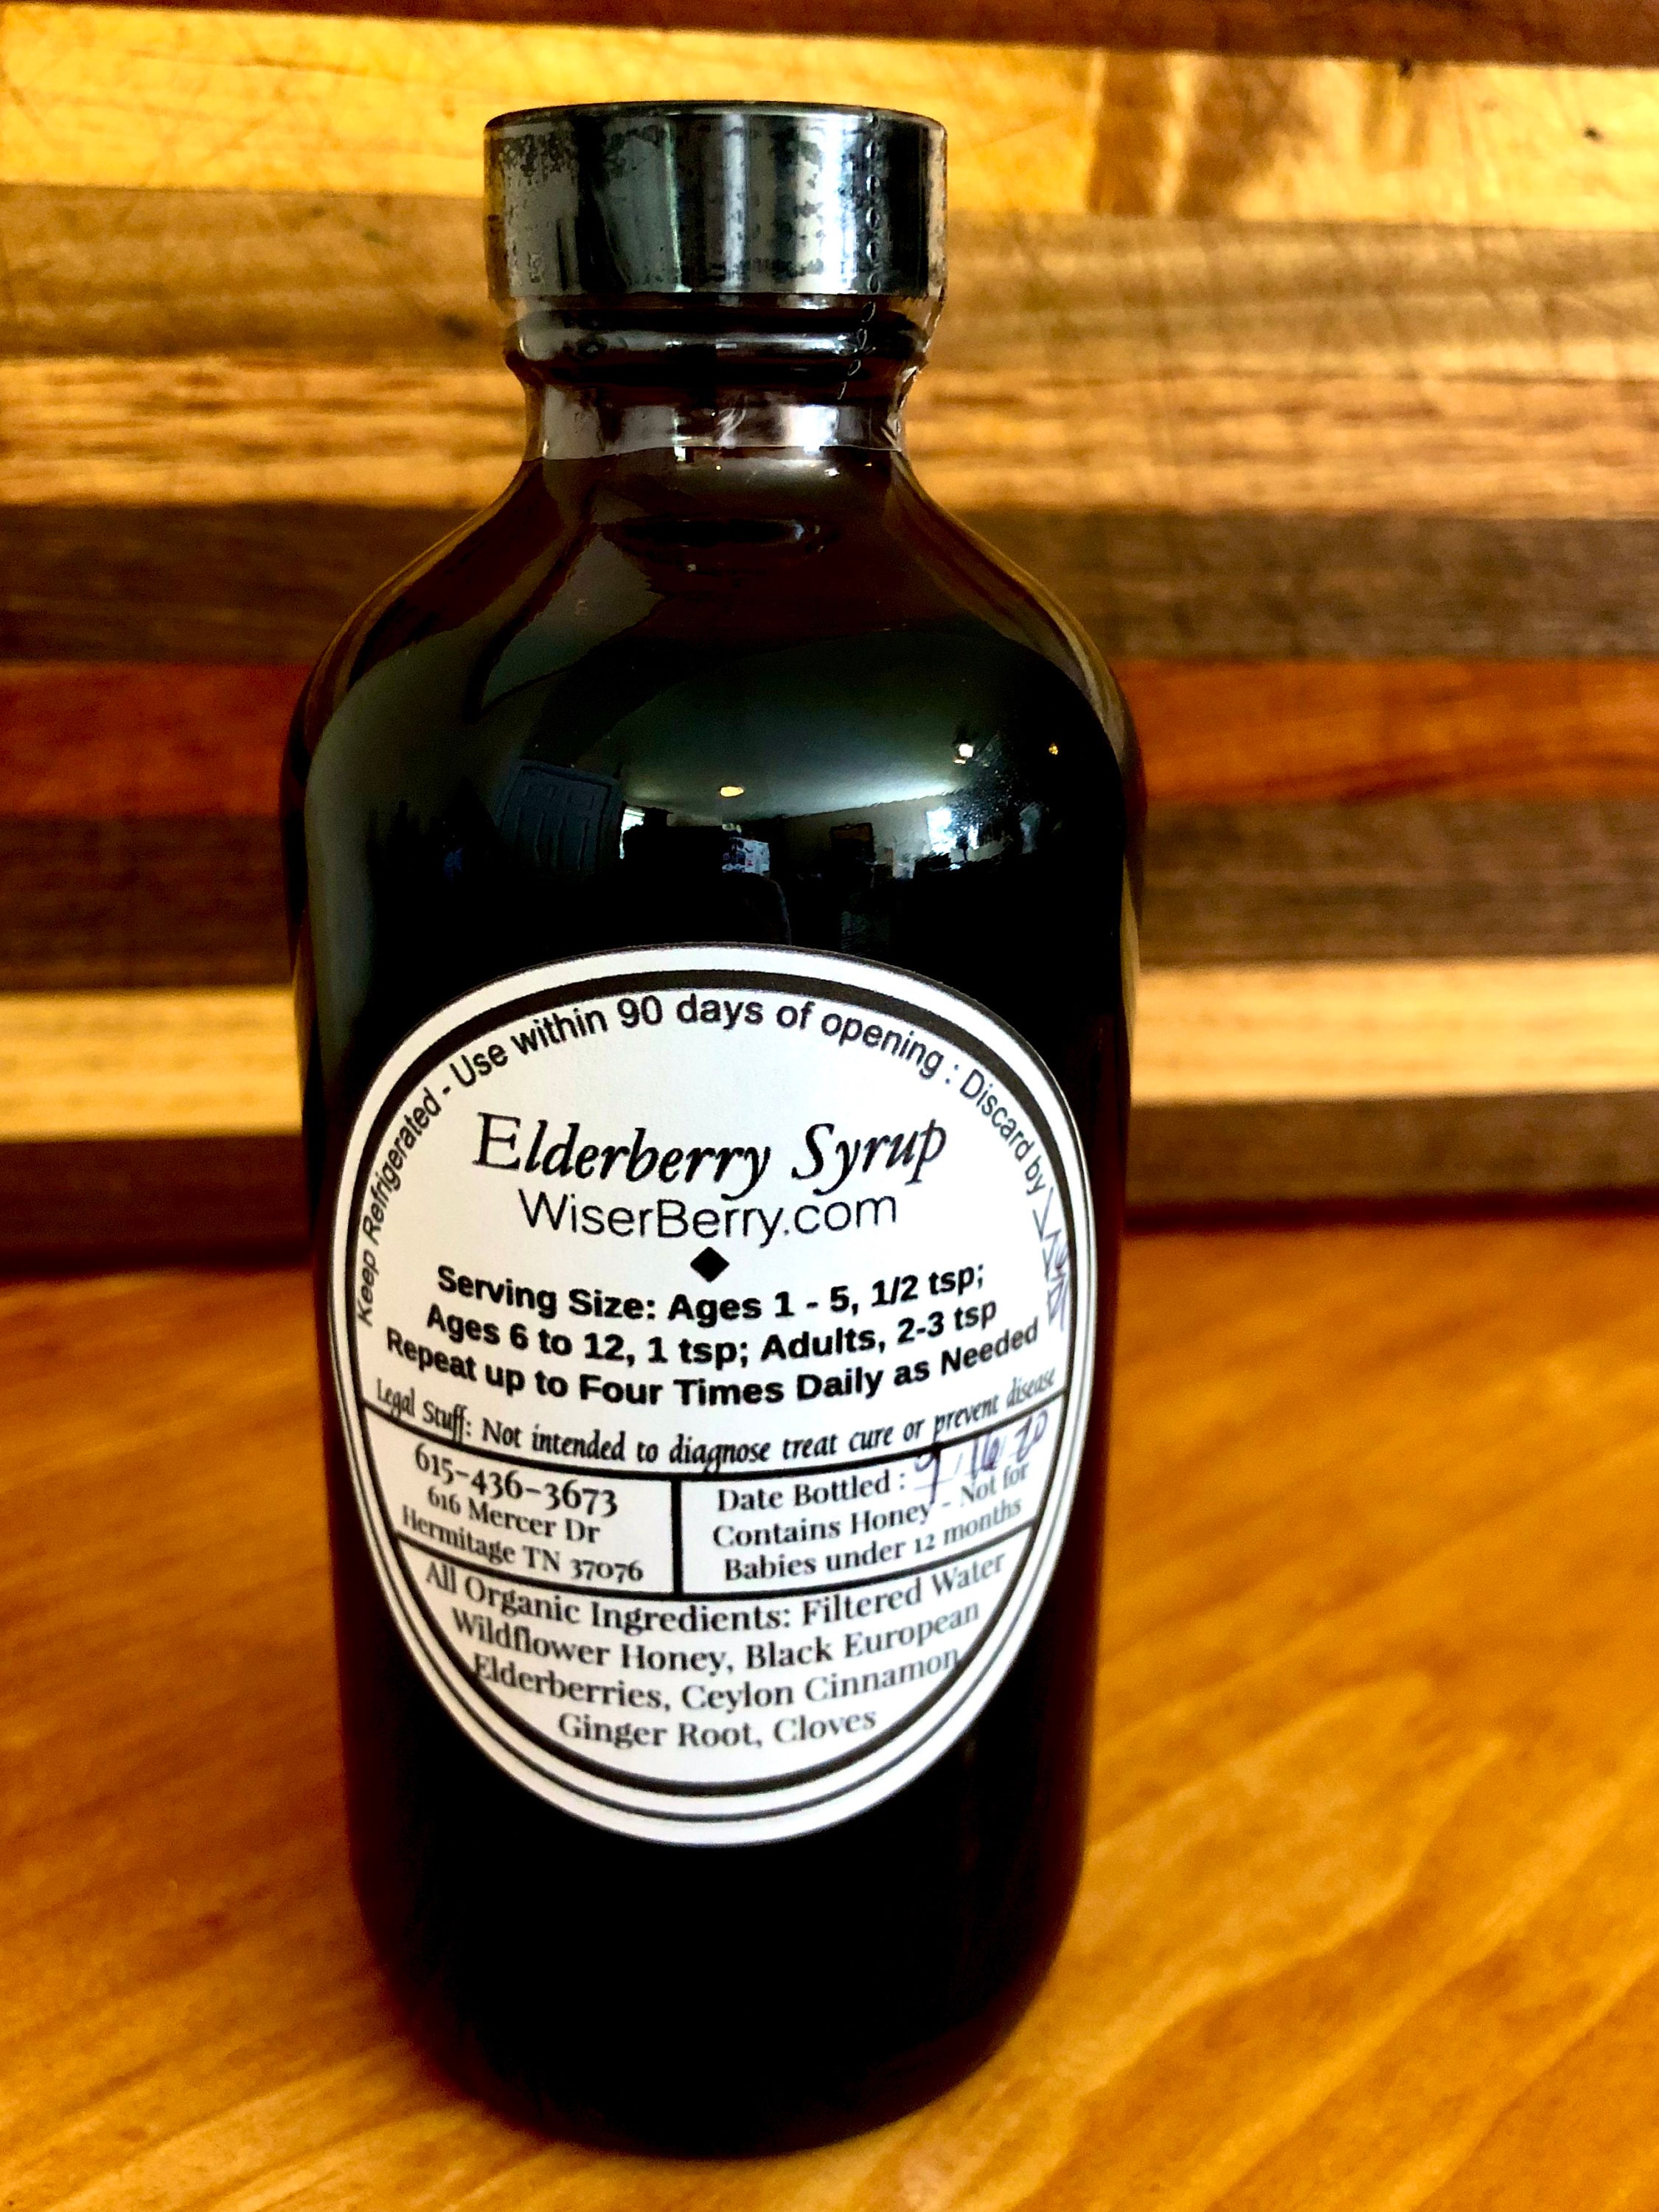 Keep Refrigerated - Use within 90 days of opening : Discard by
Elderberry Syrup
WiserBerry.com
Serving Size: Ages 1 - 5, 1/2 tsp;
Ages 6 to 12, 1 tsp; Adults, 2-3 tsp
Repeat up to Four Times Daily as Needed
Legal Stuff: Not intended to diagnose treat cure or prevent disease
615-436-3673
616 Mercer Dr
Hermitage TN 37076
Date Bottled : 9.16.20
Contains Honey - Not for
Babies under 12 months
All Organic Ingredients: Filtered Water
Wildflower Honey, Black European
Elderberries, Ceylon Cinnamon
Ginger Root, Cloves